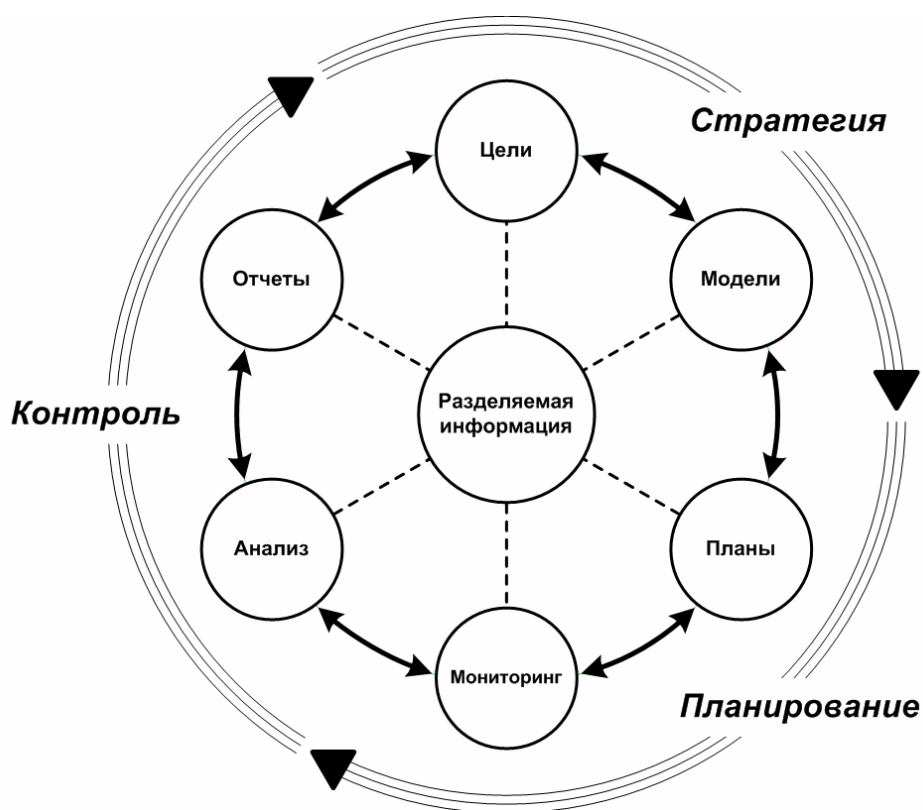 Стратегия
Цели
Отчеты
Модели
Контроль
Разделяемая
информация
Анализ
Планы
Мониторинг
Планирование